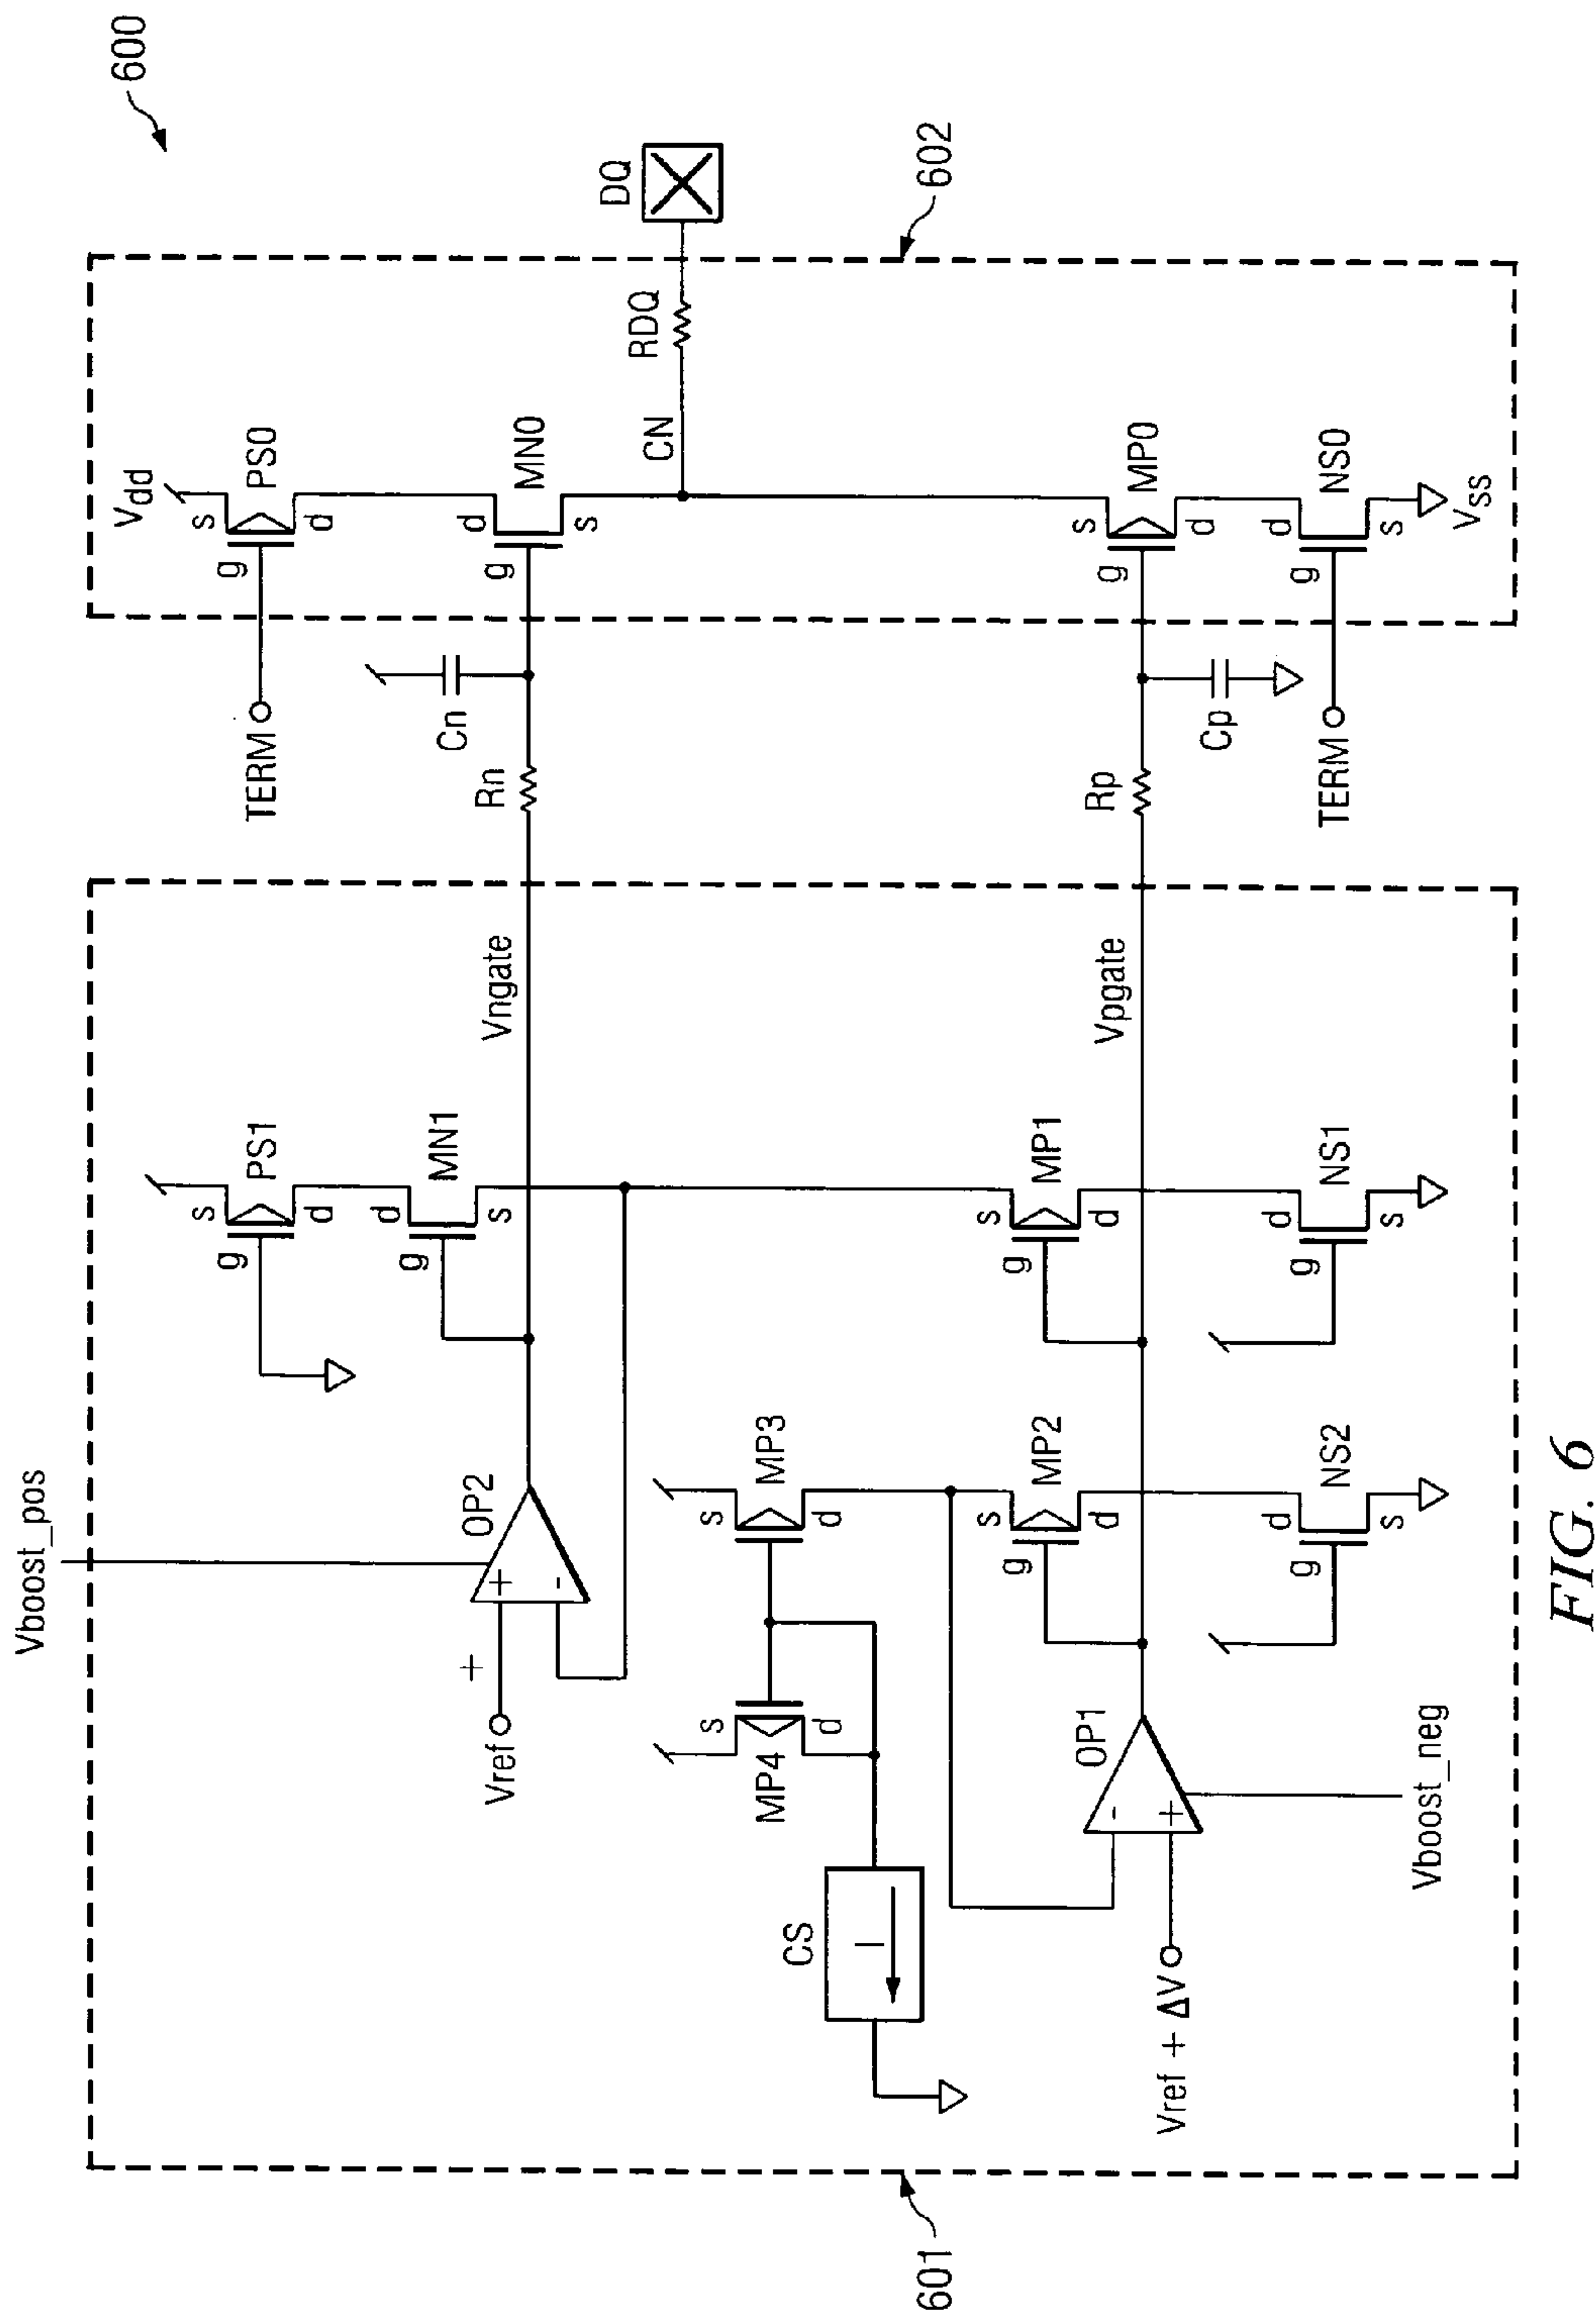 600
Vboost_pos
601
602
Vdd
s
PS0
g
d
TERM
d
MN0
g
s
Cn
Rn
Vngate
CN
RDQ
DQ
s
MP0
g
d
Cp
Rp
Vpgate
d
NS0
g
s
TERM
Vss
s
PS1
g
d
d
MN1
g
s
OP2
+
-
+
Vref
s
MP3
d
s
MP4
d
CS
I
s
MP1
g
d
d
NS1
g
s
s
MP2
g
d
d
NS2
g
s
OP1
-
+
Vref + ΔV
Vboost_neg
FIG. 6